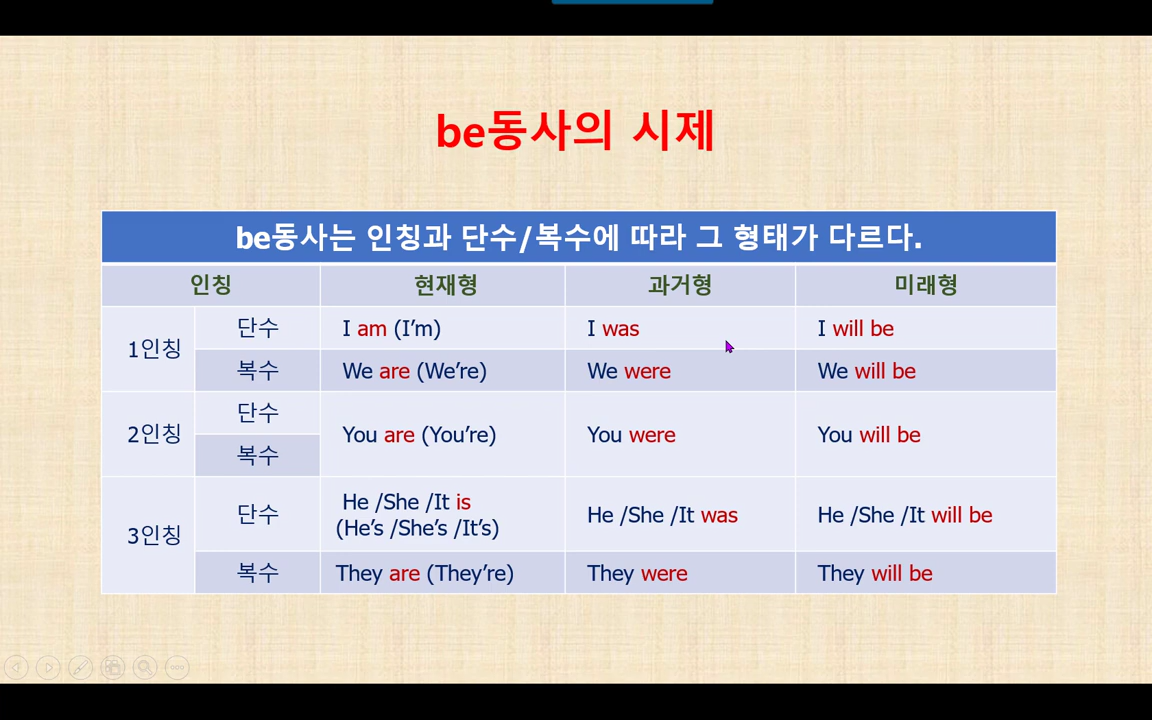 be동사의 시제
be동사는 인칭과 단수/복수에 따라 그 형태가 다르다.
인칭 현재형 과거형 미래형
1인칭 단수 I am (I’m) I was I will be
복수 We are (We’re) We were We will be
2인칭 단수 복수 You are (You’re) You were You will be
3인칭 단수 He /She /It is (He’s /She’s /It’s) He /She /It was He /She /It will be
복수 They are (They’re) They were They will be